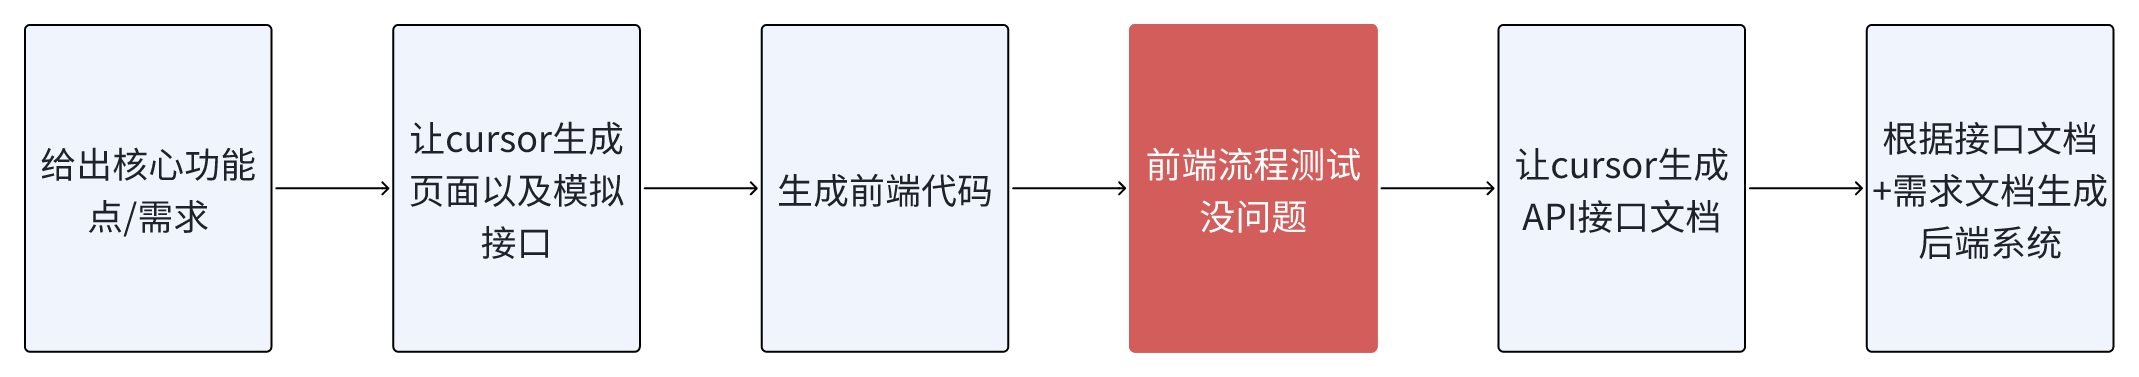 给出核心功能
点/需求
让cursor生成
页面以及模拟
接口
生成前端代码
前端流程测试
没问题
让cursor生成
API接口文档
根据接口文档
+需求文档生成
后端系统